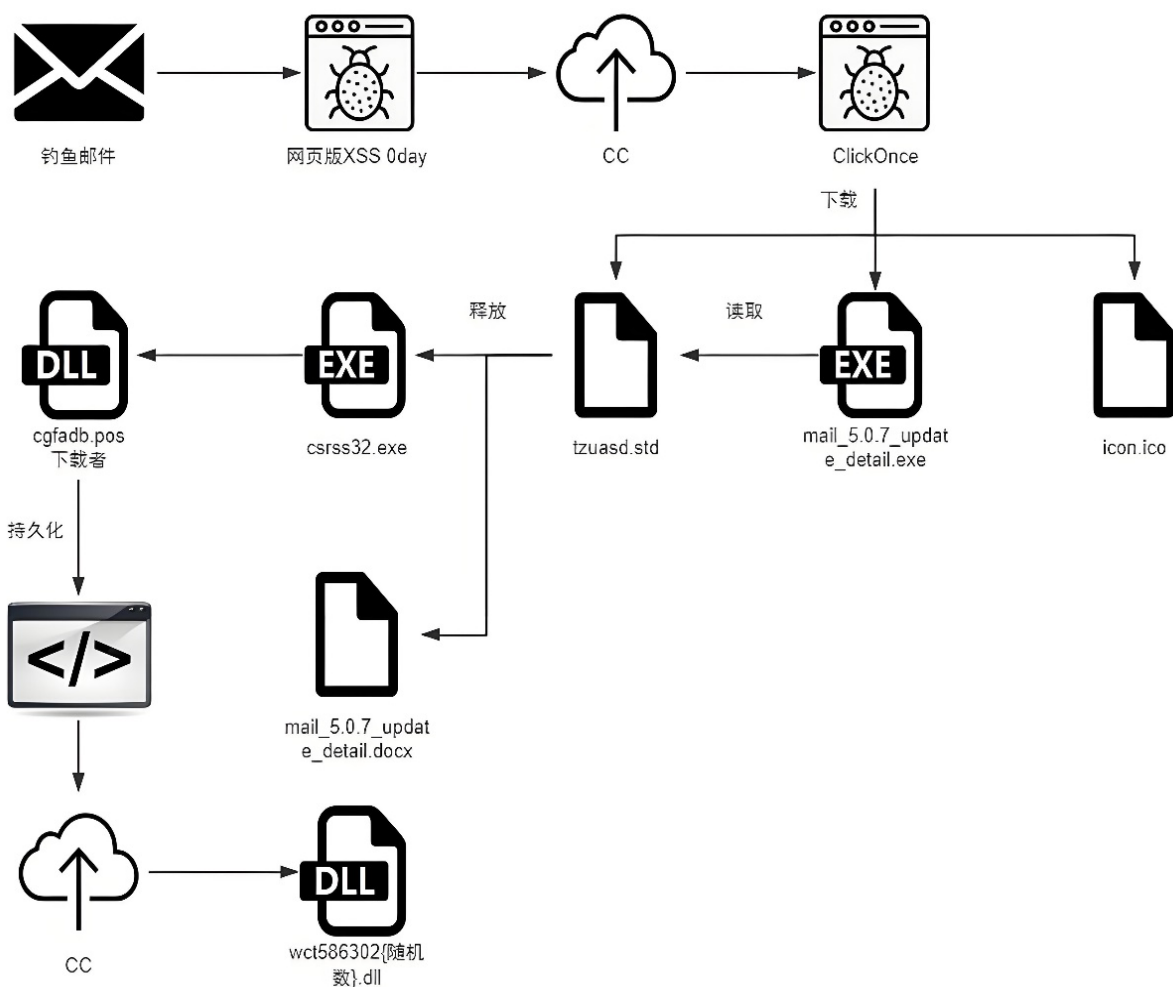 钓鱼邮件
网页版XSS 0day
CC
ClickOnce
下载
释放
读取
DLL
EXE
EXE
cgfadb.pos
下载者
csrss32.exe
tzuasd.std
mail_5.0.7_updat
e_detail.exe
icon.ico
持久化
</>
mail_5.0.7_updat
e_detail.docx
DLL
CC
wct586302{随机
数}.dll